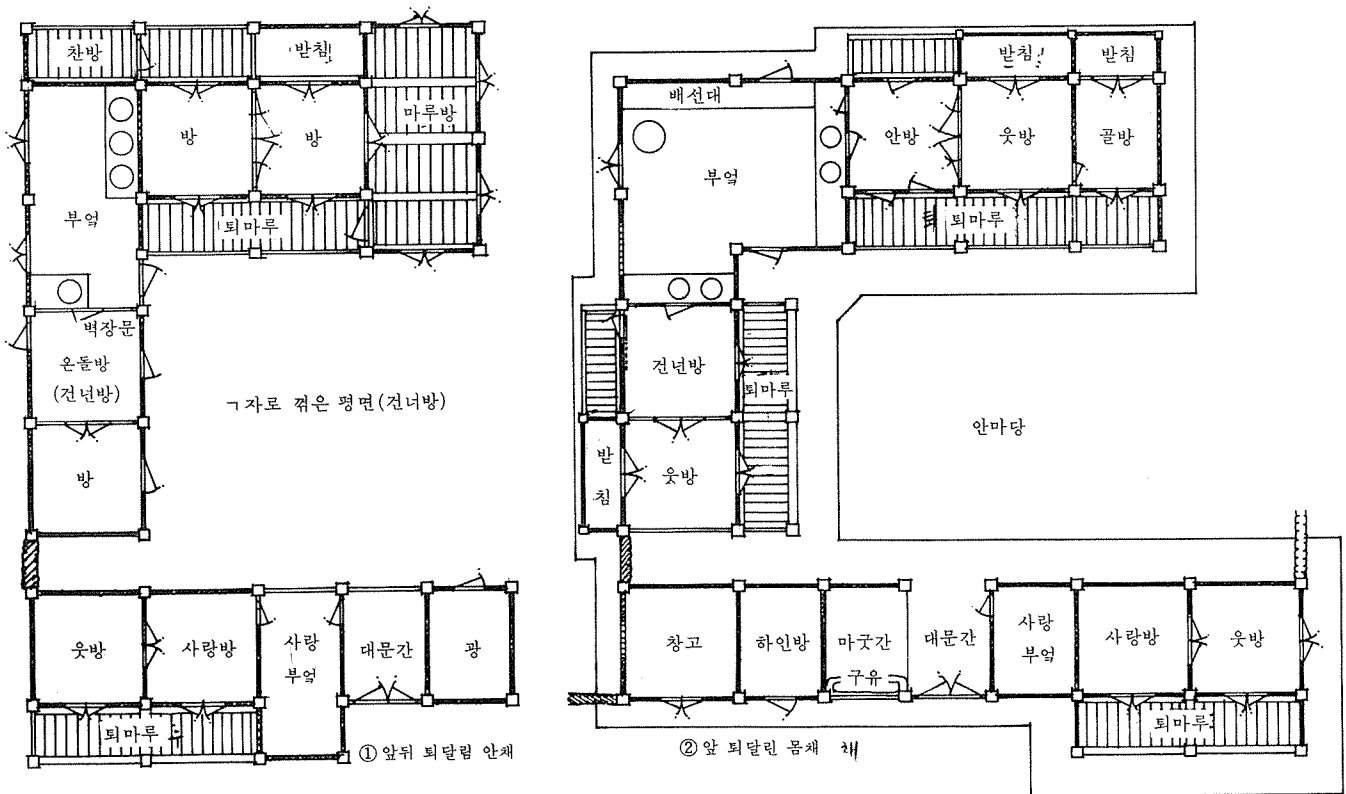 찬방
받침
마루방
방
방
부엌
퇴마루
벽장문
온돌방
(건넌방)
ㄱ자로 꺾은 평면(건너방)
방
웃방
사랑방
사랑
부엌
대문간
광
퇴마루
① 앞뒤 퇴달림 안채
배선대
받침
받침
안방
웃방
골방
부엌
퇴마루
건넌방
퇴마루
받
침
웃방
안마당
창고
하인방
마굿간
구유
대문간
사랑
부엌
사랑방
웃방
퇴마루
② 앞 퇴달린 몸채 채